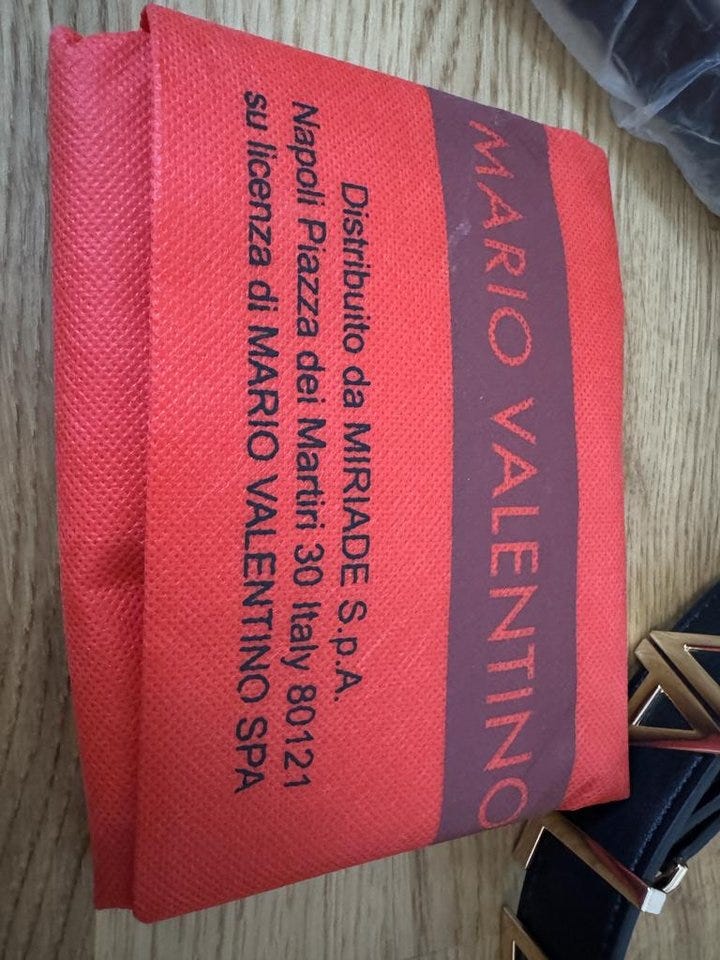 MARIO VALENTINO
Distribuito da MIRIADE S.p.A.
Napoli Piazza dei Martiri 30 Italy 80121
su licenza di MARIO VALENTINO SPA